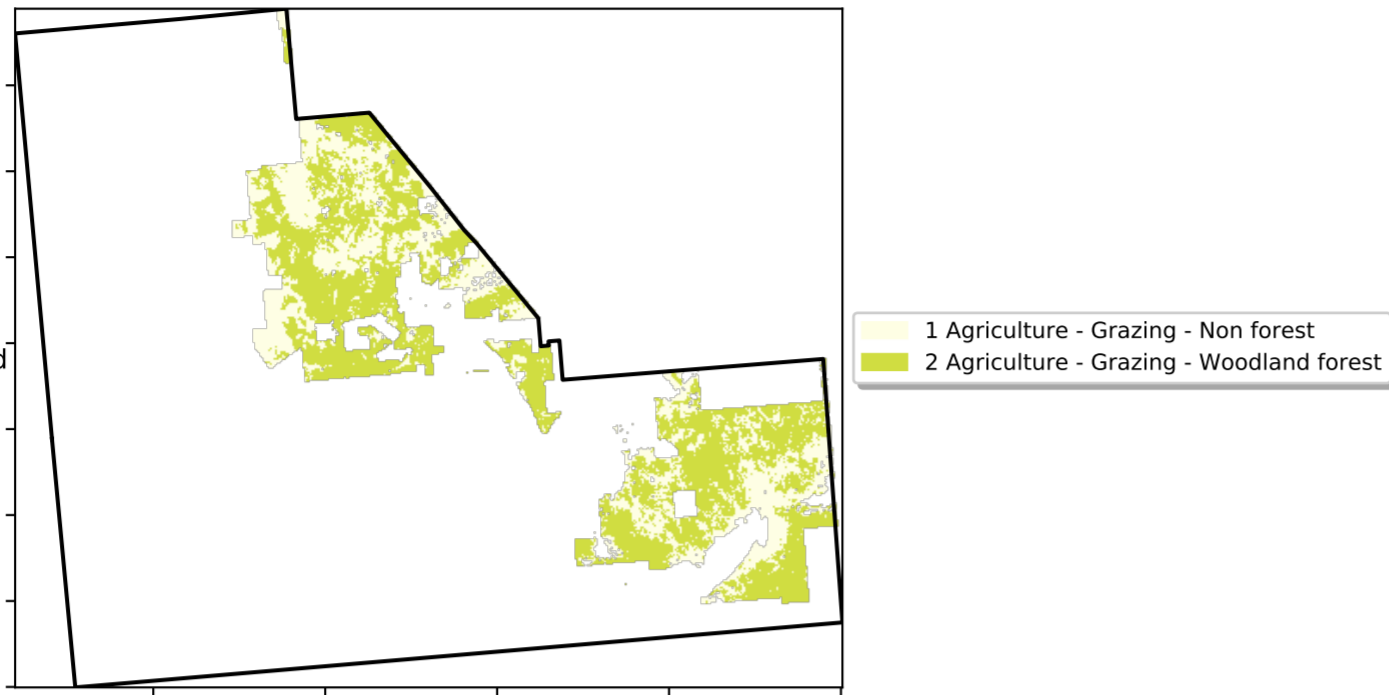 1 Agriculture - Grazing - Non forest
2 Agriculture - Grazing - Woodland forest